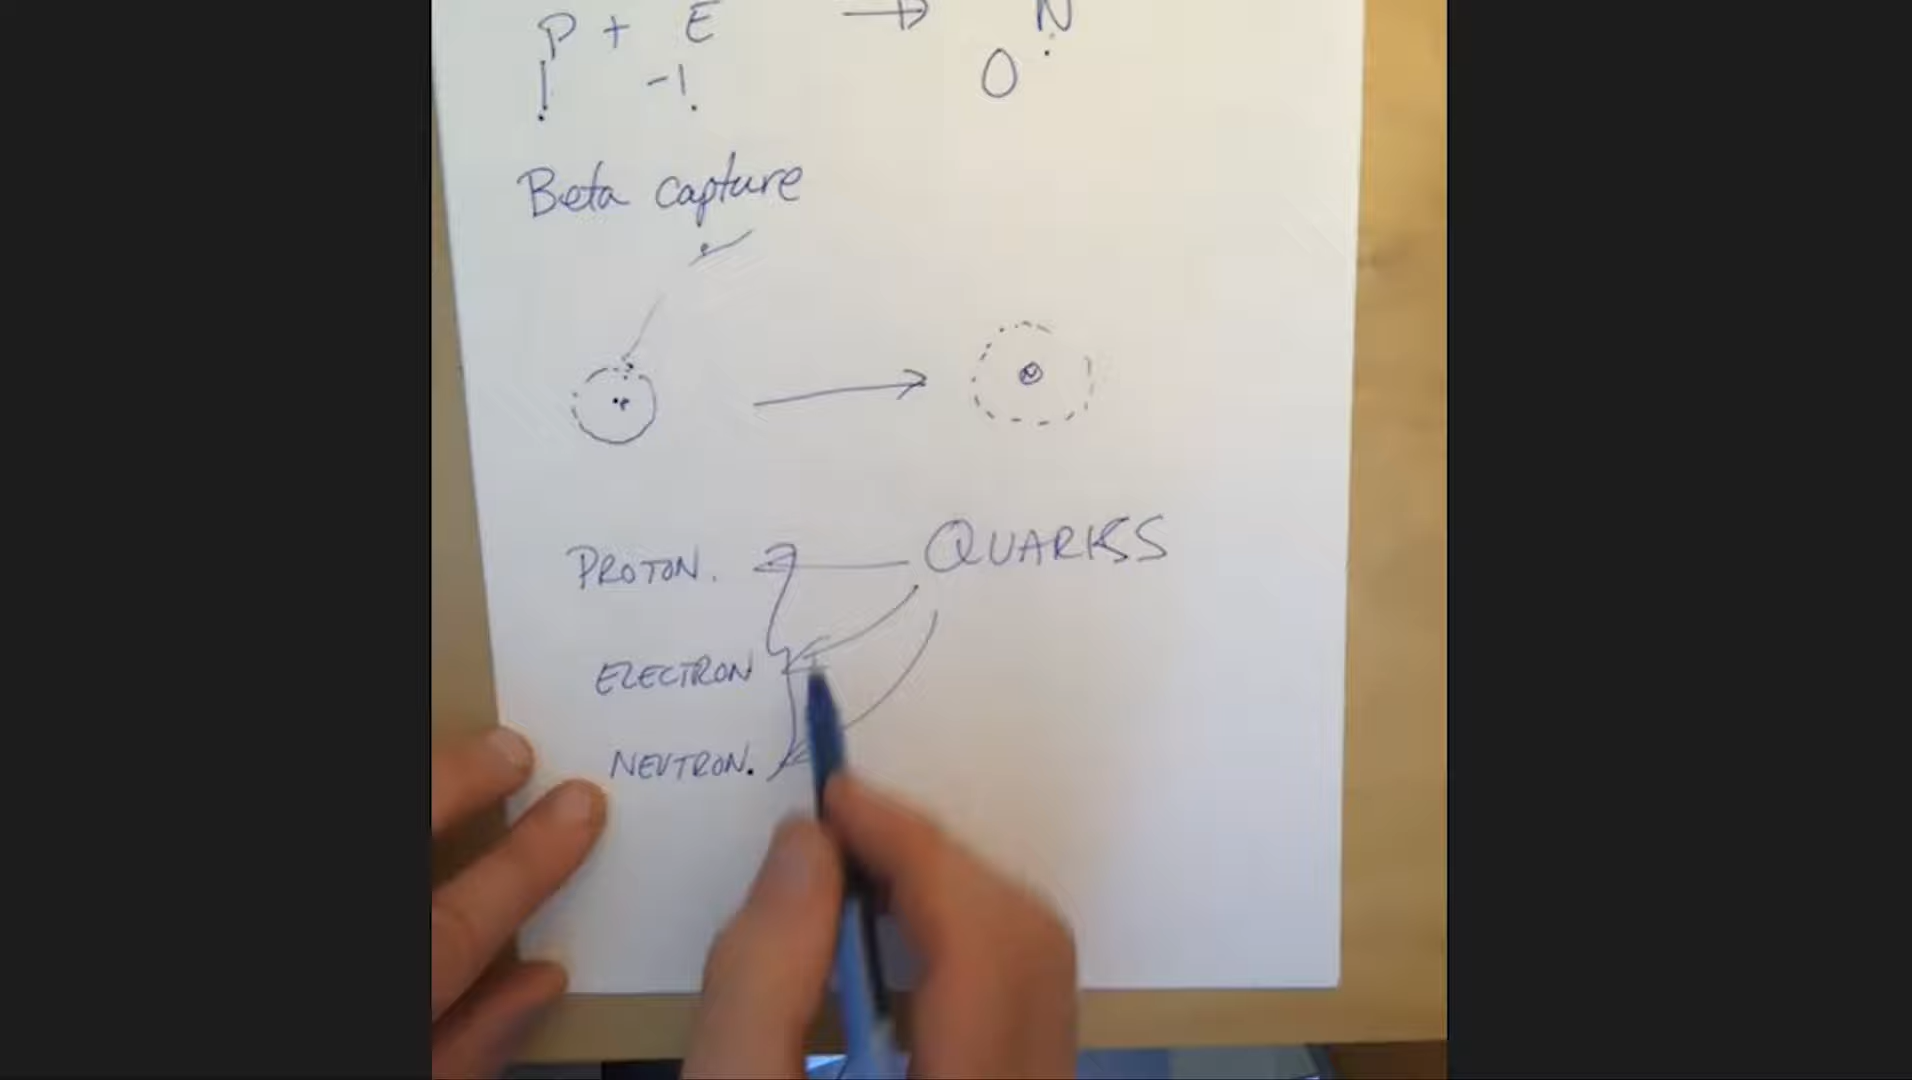 P + E → N
1 -1 0
Beta capture
P N
PROTON. QUARKS
ELECTRON
NEUTRON.